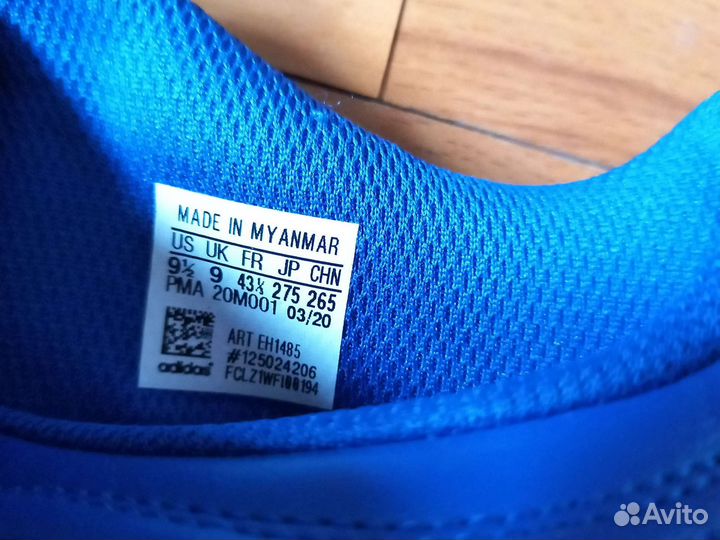 MADE IN MYANMAR
US UK FR JP CHN
9½ 9 43⅓ 275 265
PMA 20M001 03/20
ART EH1485
#125024206
FCLZ1WFI00194
adidas
Avito